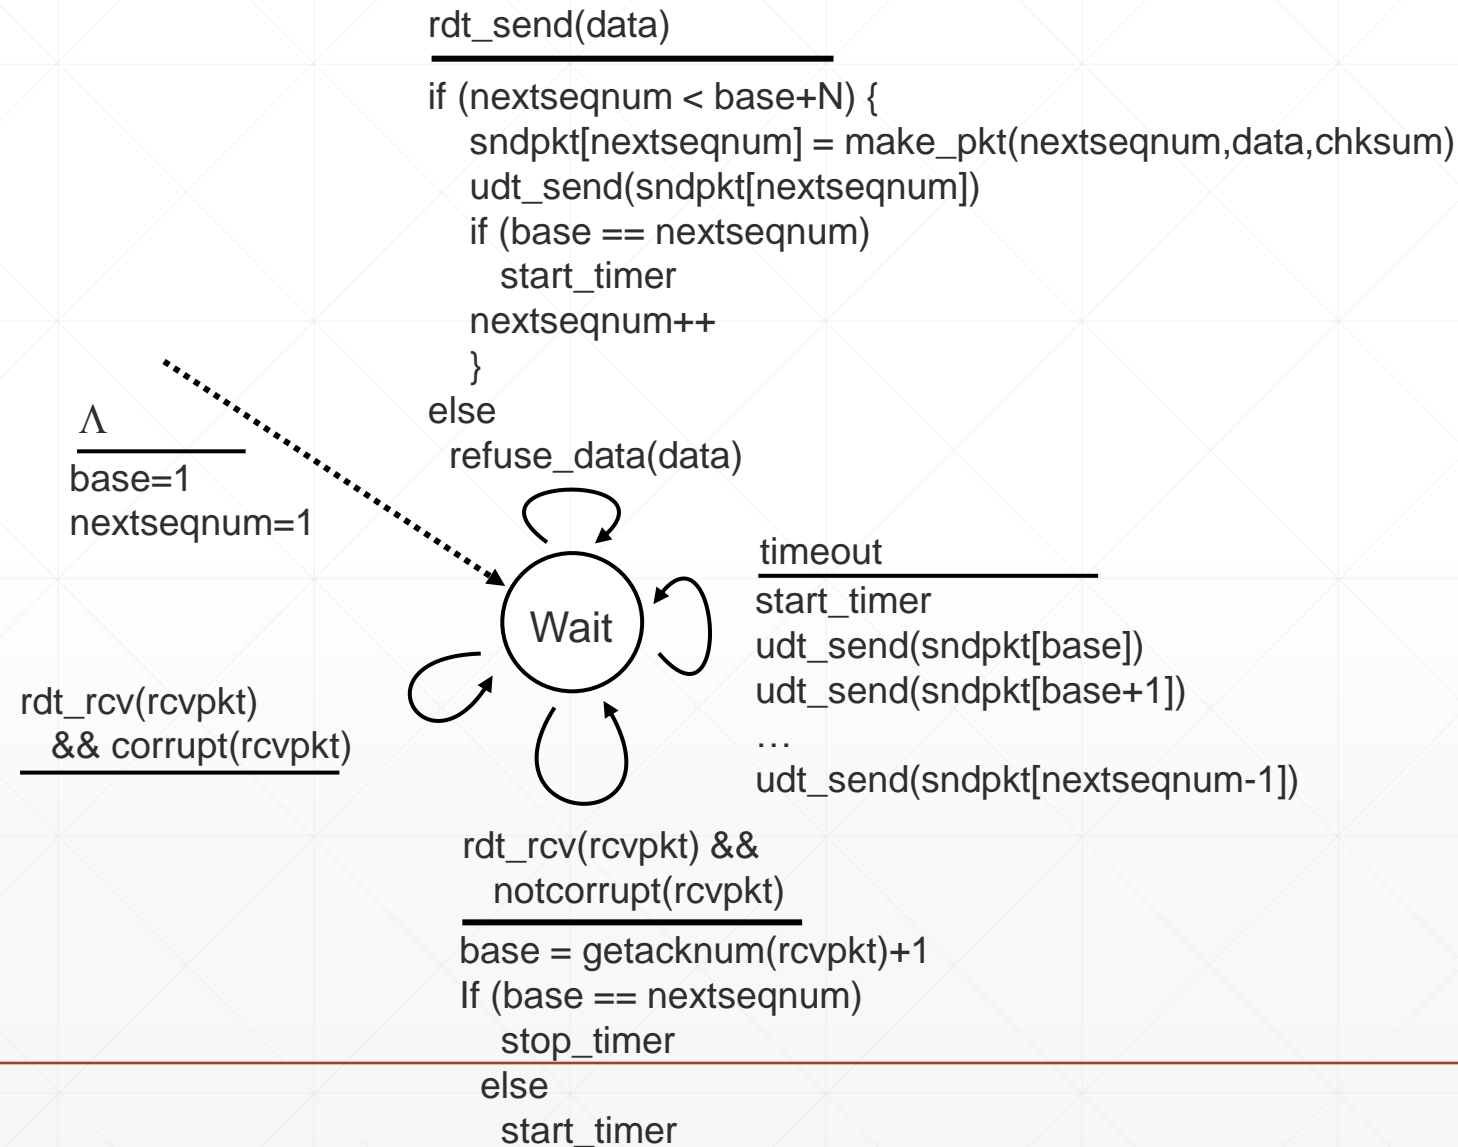 rdt_send(data)
if (nextseqnum < base+N) {
sndpkt[nextseqnum] = make_pkt(nextseqnum,data,chksum)
udt_send(sndpkt[nextseqnum])
if (base == nextseqnum)
start_timer
nextseqnum++
}
else
refuse_data(data)
Λ
base=1
nextseqnum=1
Wait
timeout
start_timer
udt_send(sndpkt[base])
udt_send(sndpkt[base+1])
…
udt_send(sndpkt[nextseqnum-1])
rdt_rcv(rcvpkt)
&& corrupt(rcvpkt)
rdt_rcv(rcvpkt) &&
notcorrupt(rcvpkt)
base = getacknum(rcvpkt)+1
If (base == nextseqnum)
stop_timer
else
start_timer